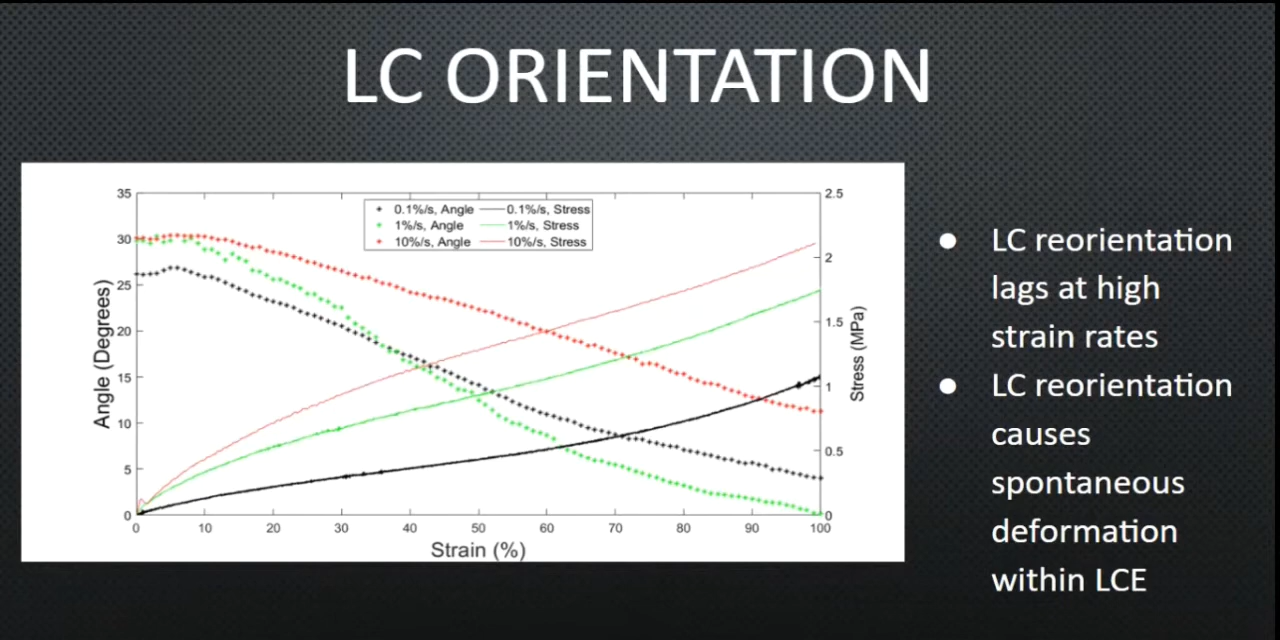 LC ORIENTATION
35
30
25
20
15
10
5
0
Angle (Degrees)
0.1%/s, Angle
0.1%/s, Stress
1%/s, Angle
1%/s, Stress
10%/s, Angle
10%/s, Stress
2.5
2
1.5
1
0.5
0
Stress (MPa)
0 10 20 30 40 50 60 70 80 90 100
Strain (%)
● LC reorientation
lags at high
strain rates
● LC reorientation
causes
spontaneous
deformation
within LCE